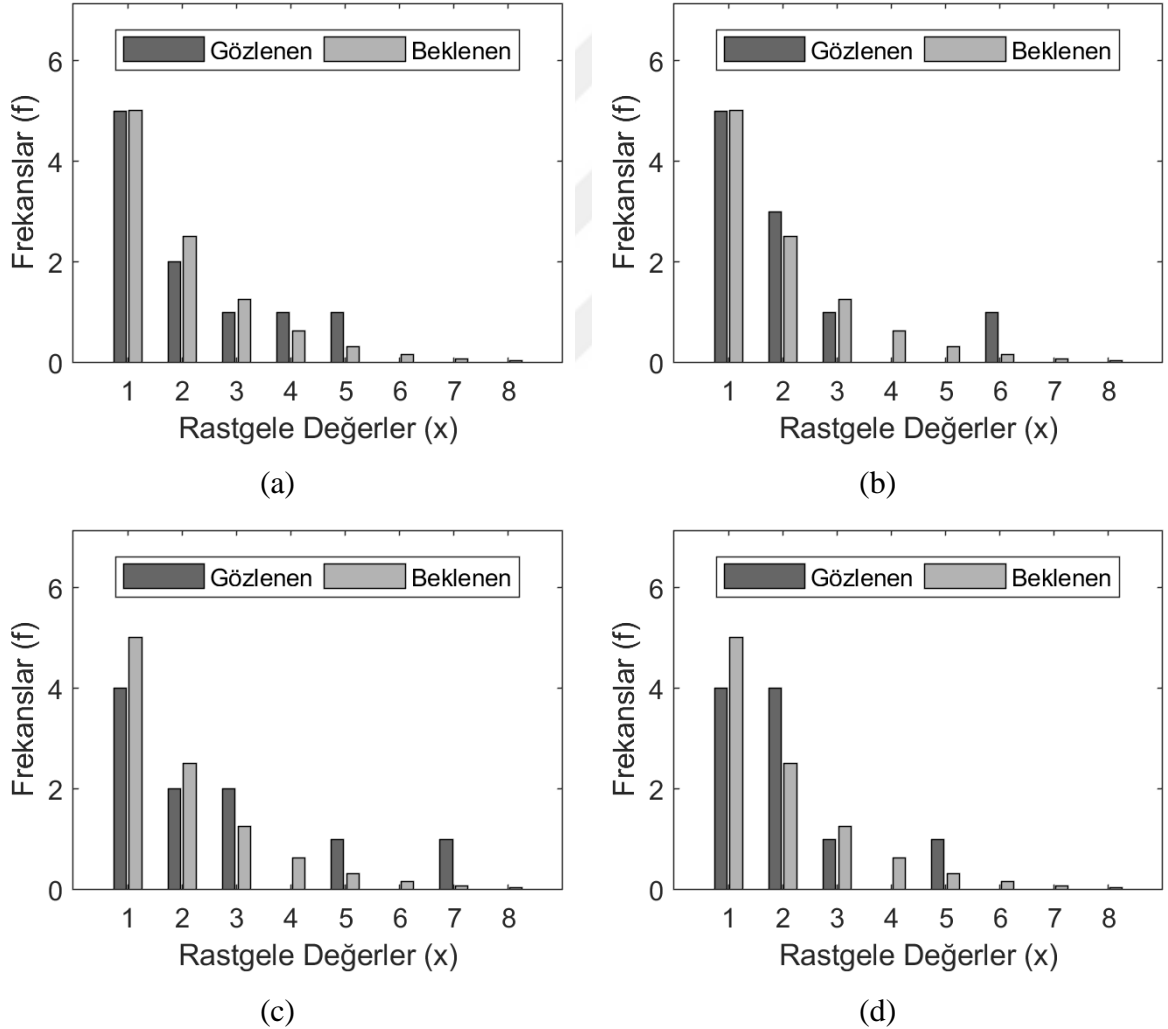 Gözlenen Beklenen
6
4
2
0
Frekanslar (f)
1 2 3 4 5 6 7 8
Rastgele Değerler (x)
(a)
Gözlenen Beklenen
6
4
2
0
Frekanslar (f)
1 2 3 4 5 6 7 8
Rastgele Değerler (x)
(b)
Gözlenen Beklenen
6
4
2
0
Frekanslar (f)
1 2 3 4 5 6 7 8
Rastgele Değerler (x)
(c)
Gözlenen Beklenen
6
4
2
0
Frekanslar (f)
1 2 3 4 5 6 7 8
Rastgele Değerler (x)
(d)